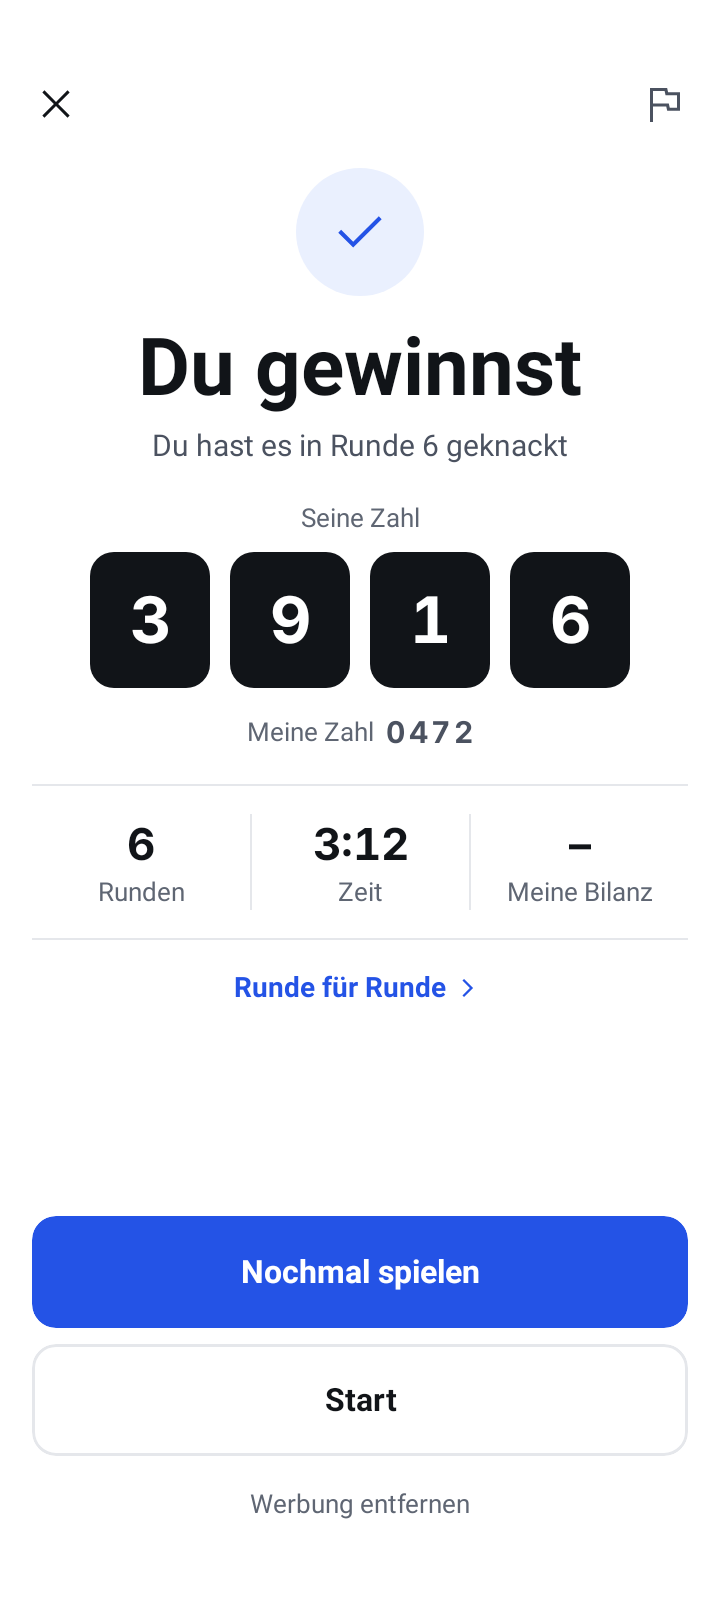 Du gewinnst
Du hast es in Runde 6 geknackt
Seine Zahl
3 9 1 6
Meine Zahl 0472
6 3:12 –
Runden Zeit Meine Bilanz
Runde für Runde
Nochmal spielen
Start
Werbung entfernen